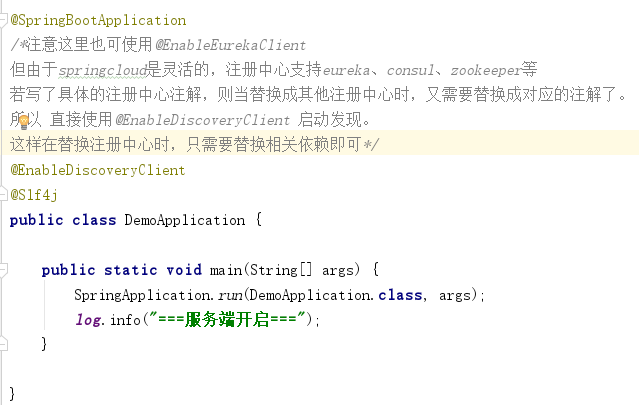 @SpringBootApplication
/*注意这里也可使用@EnableEurekaClient
但由于springcloud是灵活的，注册中心支持eureka、consul、zookeeper等
若写了具体的注册中心注解，则当替换成其他注册中心时，又需要替换成对应的注解了。
所以 直接使用@EnableDiscoveryClient 启动发现。
这样在替换注册中心时，只需要替换相关依赖即可*/
@EnableDiscoveryClient
@Slf4j
public class DemoApplication {
public static void main(String[] args) {
SpringApplication.run(DemoApplication.class, args);
log.info("===服务端开启===");
}
}